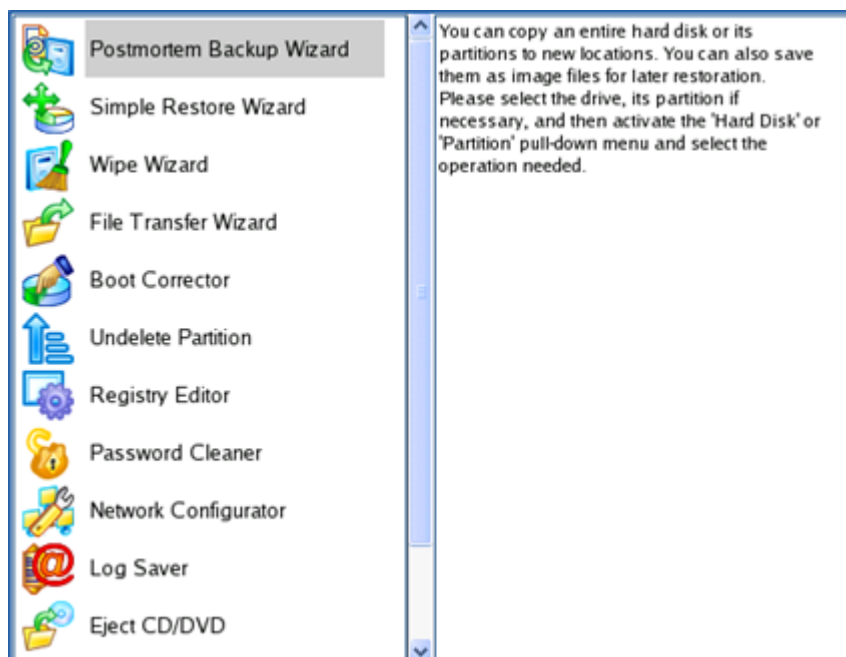 Postmortem Backup Wizard
Simple Restore Wizard
Wipe Wizard
File Transfer Wizard
Boot Corrector
Undelete Partition
Registry Editor
Password Cleaner
Network Configurator
Log Saver
Eject CD/DVD
You can copy an entire hard disk or its
partitions to new locations. You can also save
them as image files for later restoration.
Please select the drive, its partition if
necessary, and then activate the 'Hard Disk' or
'Partition' pull-down menu and select the
operation needed.